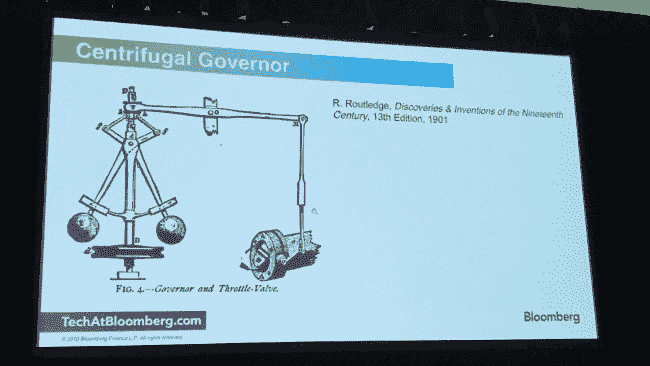 Centrifugal Governor
R. Routledge, Discoveries & Inventions of the Nineteenth
Century, 13th Edition, 1901
FIG. 4.—Governor and Throttle-Valve.
TechAtBloomberg.com
Bloomberg